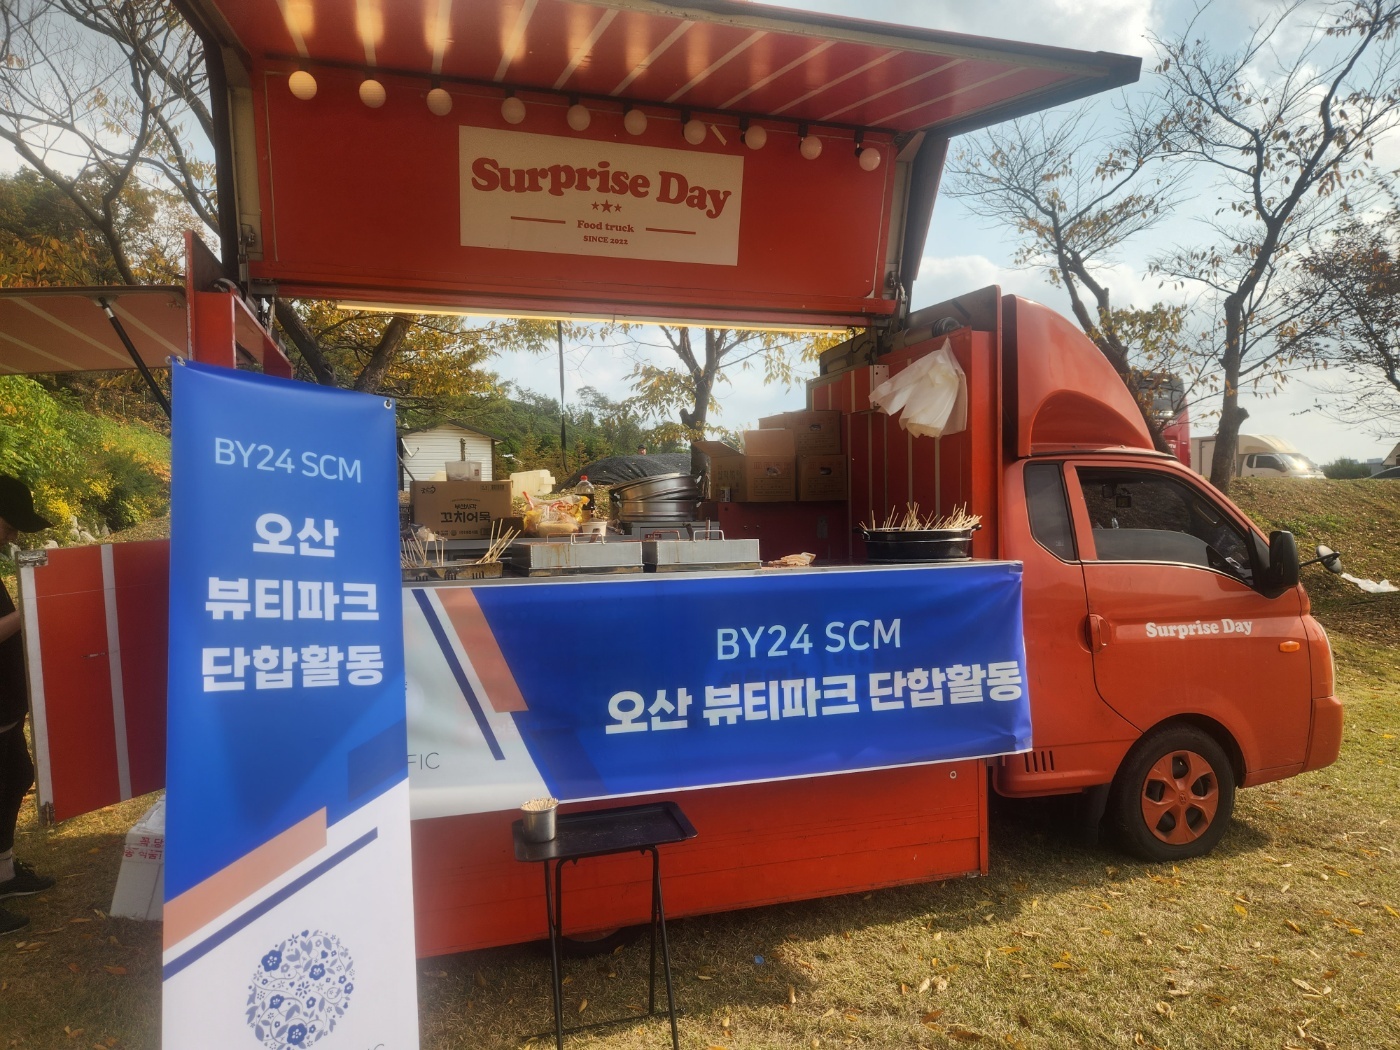 Surprise Day
Food truck
SINCE 2022
BY24 SCM
오산
뷰티파크
단합활동
꼬치어묵
BY24 SCM
오산 뷰티파크 단합활동
FIC
Surprise Day